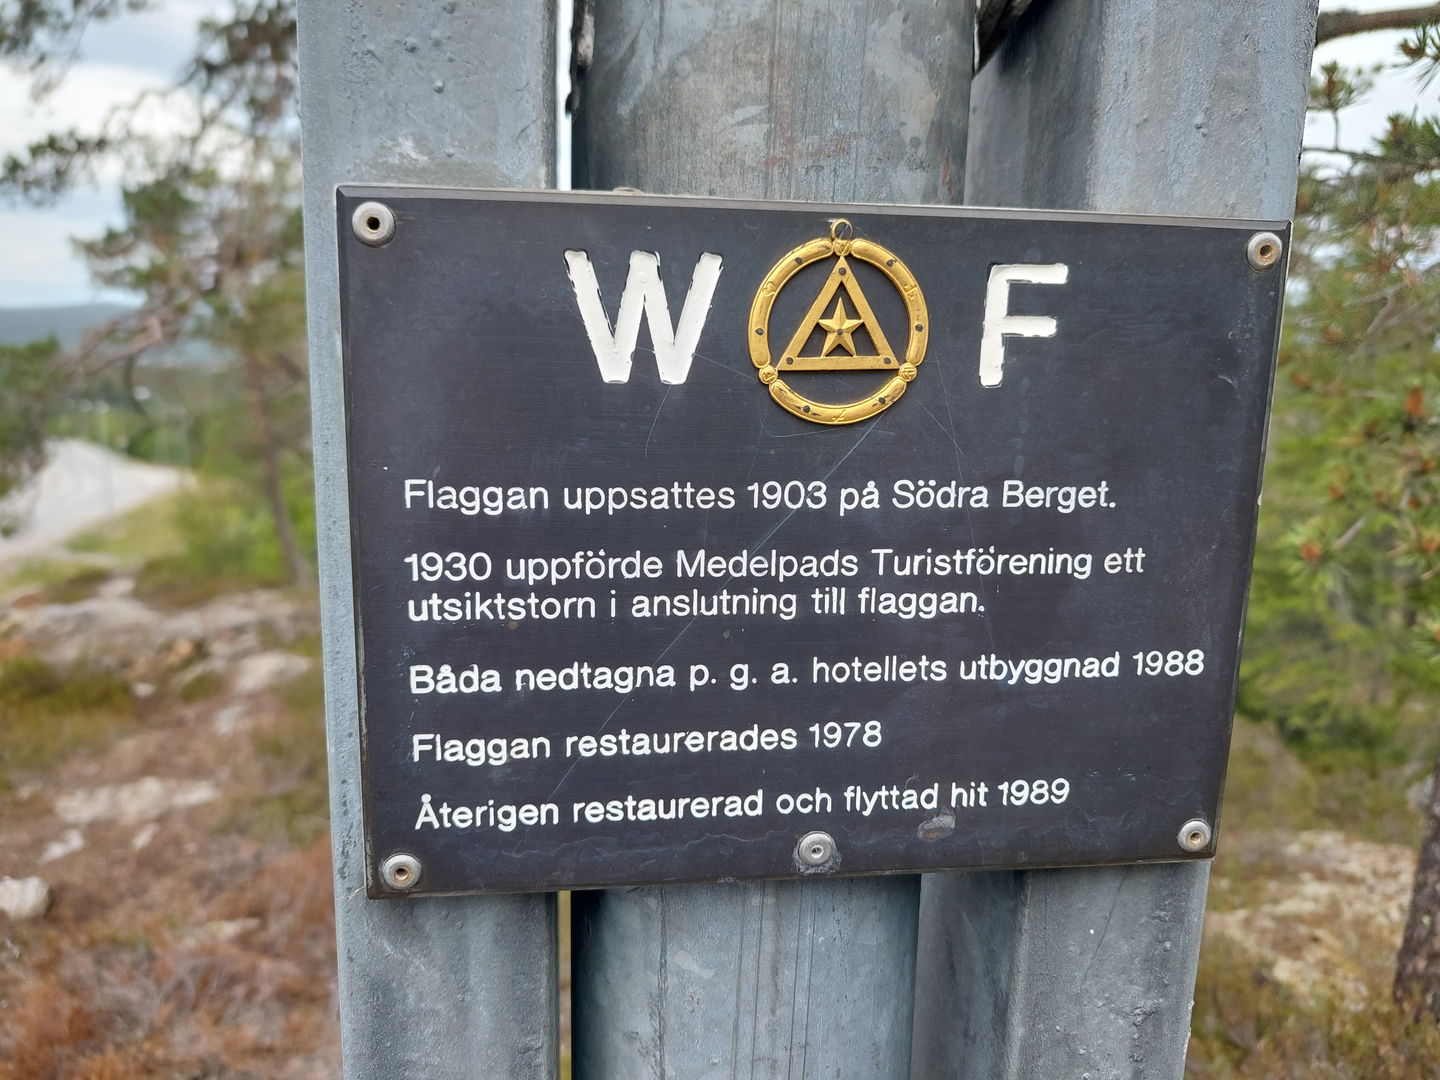 W F
Flaggan uppsattes 1903 på Södra Berget.
1930 uppförde Medelpads Turistförening ett
utsiktstorn i anslutning till flaggan.
Båda nedtagna p. g. a. hotellets utbyggnad 1988
Flaggan restaurerades 1978
Återigen restaurerad och flyttad hit 1989